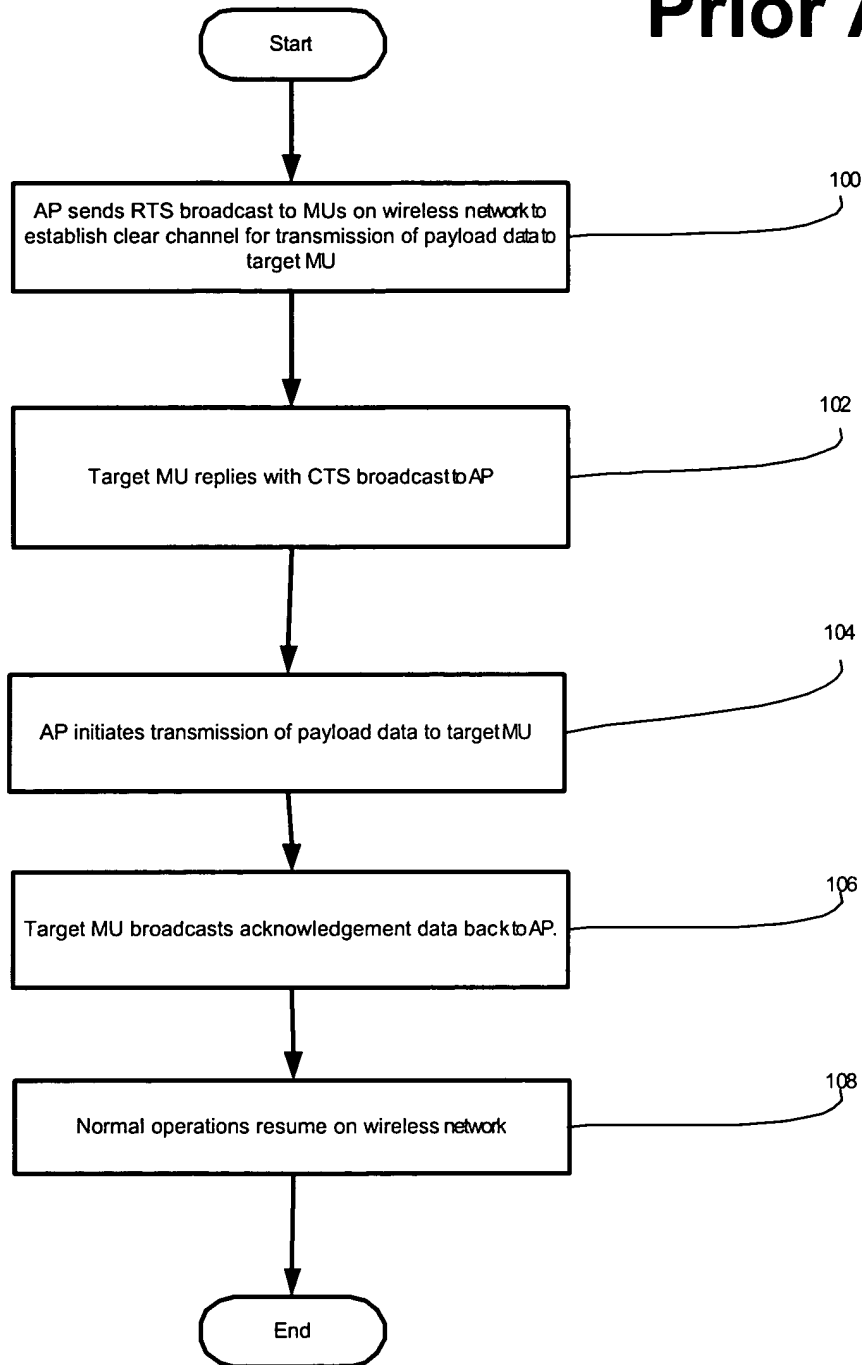 Prior
Start
100
AP sends RTS broadcast to MUs on wireless network to
establish clear channel for transmission of payload data to
target MU
102
Target MU replies with CTS broadcast to AP
104
AP initiates transmission of payload data to target MU
106
Target MU broadcasts acknowledgement data back to AP.
108
Normal operations resume on wireless network
End